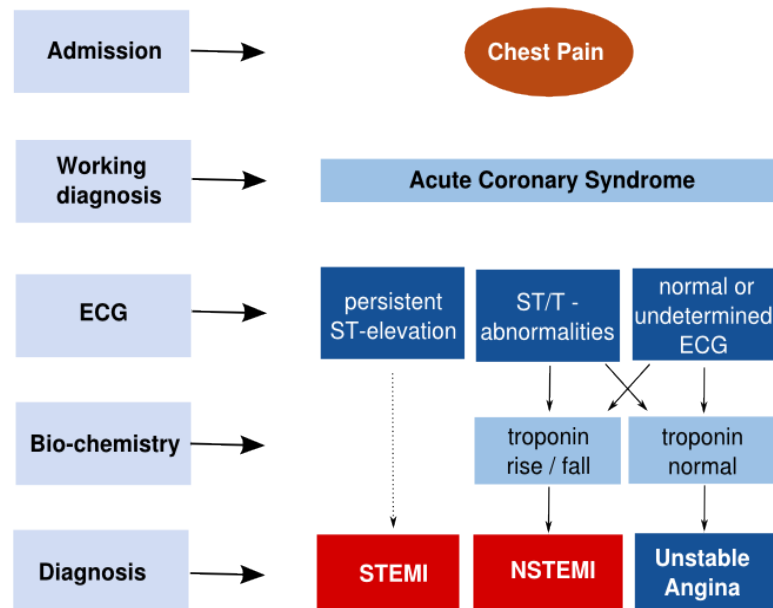 Admission
Chest Pain
Working
diagnosis
Acute Coronary Syndrome
ECG
persistent
ST-elevation
ST/T -
abnormalities
normal or
undetermined
ECG
Bio-chemistry
troponin
rise / fall
troponin
normal
Diagnosis
STEMI
NSTEMI
Unstable
Angina